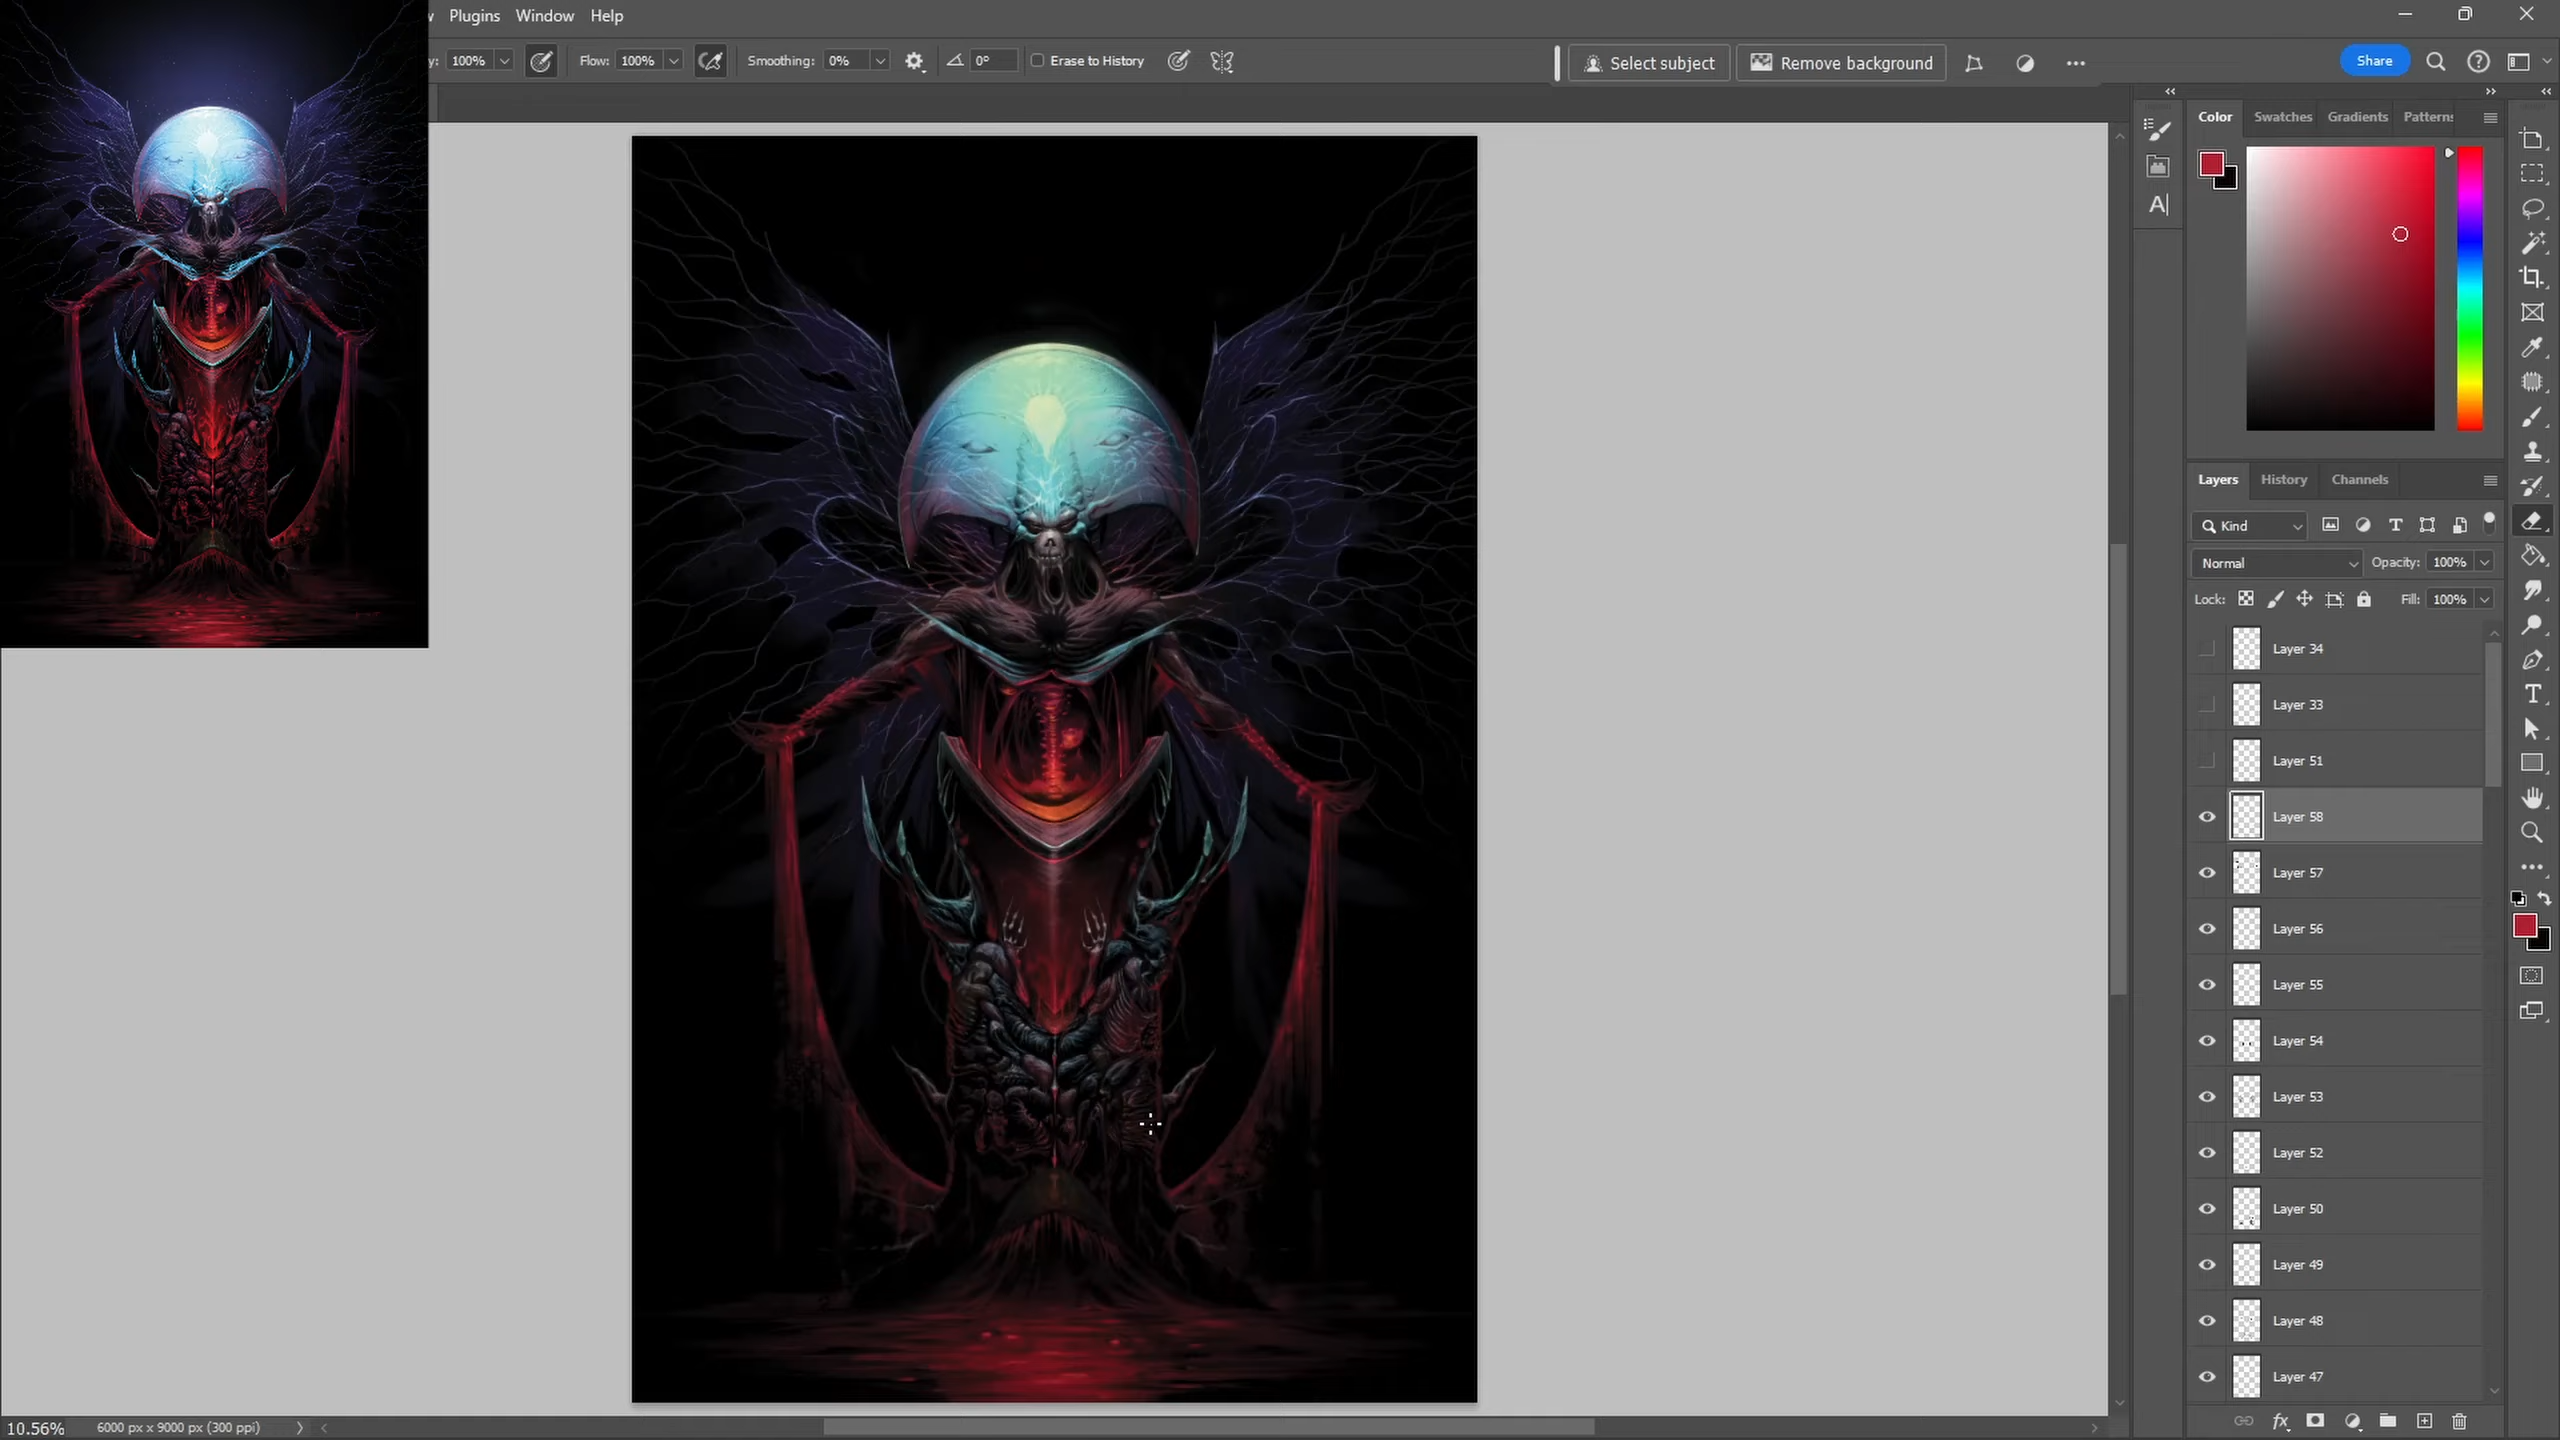 Plugins Window Help
y: 100% Flow: 100% Smoothing: 0% 0° Erase to History Select subject Remove background Share
Color Swatches Gradients Patterns
A|
Layers History Channels
Kind
Normal Opacity: 100%
Lock: Fill: 100%
Layer 34
Layer 33
Layer 51
Layer 58
Layer 57
Layer 56
Layer 55
Layer 54
Layer 53
Layer 52
Layer 50
Layer 49
Layer 48
Layer 47
10.56% 6000 px x 9000 px (300 ppi)
fx